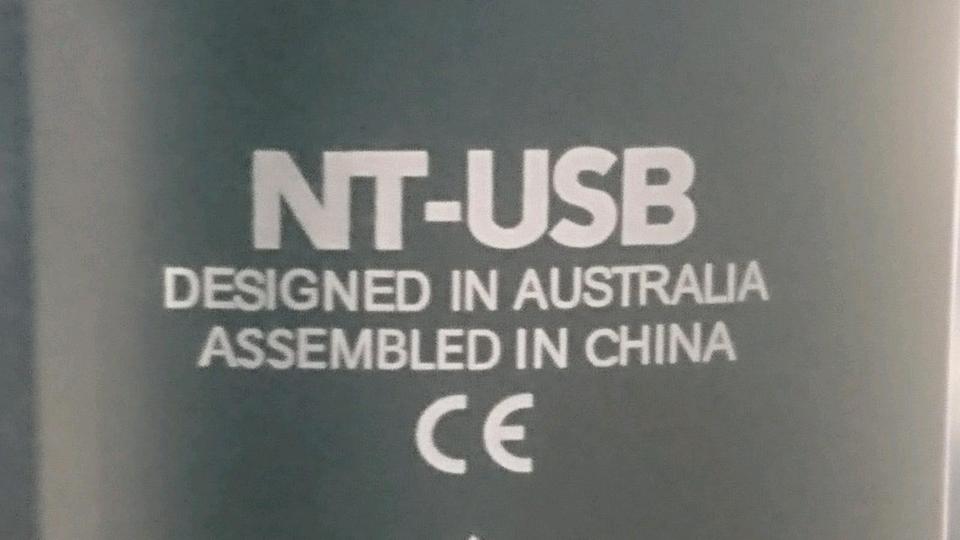 NT-USB
DESIGNED IN AUSTRALIA
ASSEMBLED IN CHINA
CE